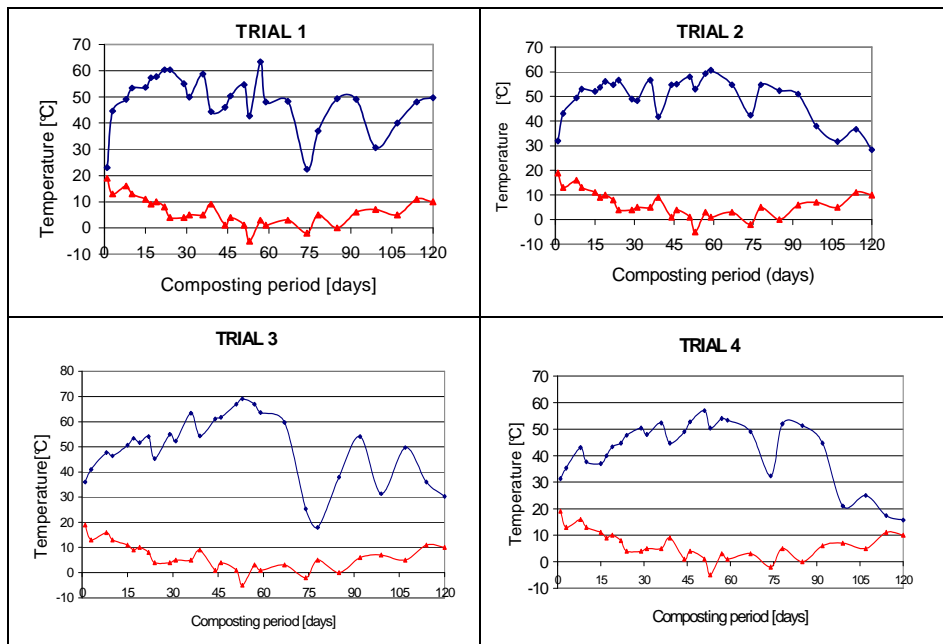 TRIAL 1
Temperature [°C]
70
60
50
40
30
20
10
0
-10
0 15 30 45 60 75 90 105 120
Composting period [days]
TRIAL 2
Temperature [°C]
70
60
50
40
30
20
10
0
-10
0 15 30 45 60 75 90 105 120
Composting period (days)
TRIAL 3
Temperature[°C]
80
70
60
50
40
30
20
10
0
-10
0 15 30 45 60 75 90 105 120
Composting period [days]
TRIAL 4
Temperature [°C]
70
60
50
40
30
20
10
0
-10
0 15 30 45 60 75 90 105 120
Composting period [days]